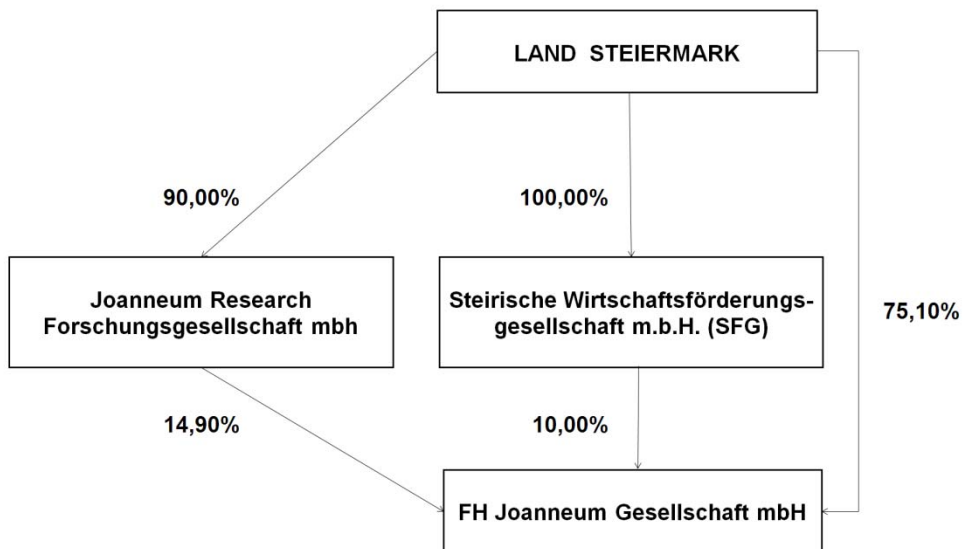 LAND STEIERMARK
90,00%
100,00%
Joanneum Research
Forschungsgesellschaft mbh
Steirische Wirtschaftsförderungs-
gesellschaft m.b.H. (SFG)
75,10%
14,90%
10,00%
FH Joanneum Gesellschaft mbH